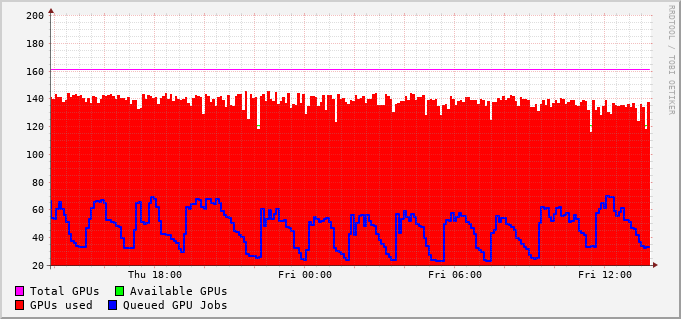 RRDTOOL / TOBI OETIKER
200
180
160
140
120
100
80
60
40
20
Thu 18:00 Fri 00:00 Fri 06:00 Fri 12:00
Total GPUs Available GPUs
GPUs used Queued GPU Jobs